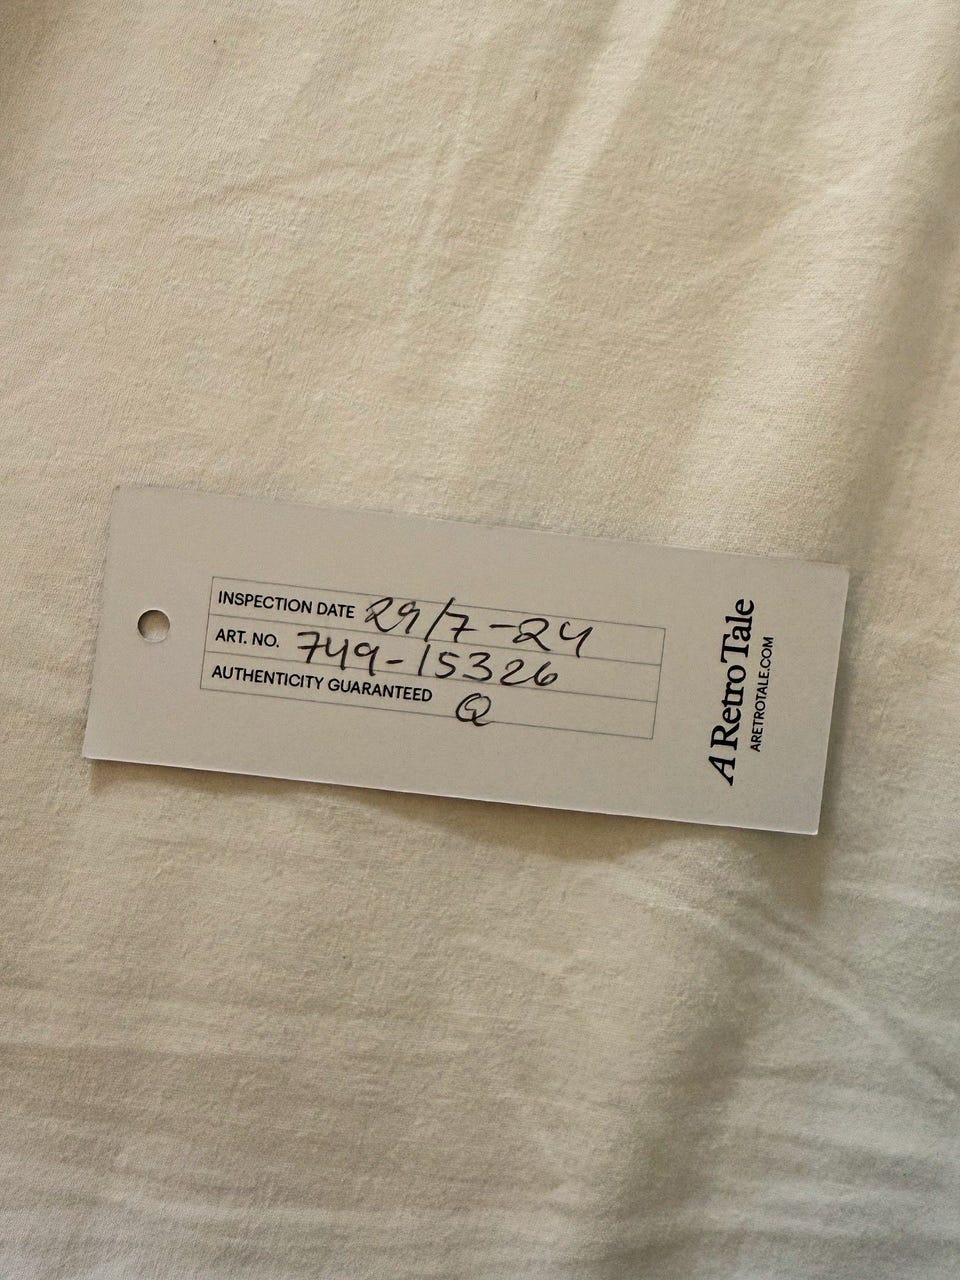 INSPECTION DATE 29/7-24
ART. NO. 749-15326
AUTHENTICITY GUARANTEED Q
A Retro Tale
ARETROTALE.COM